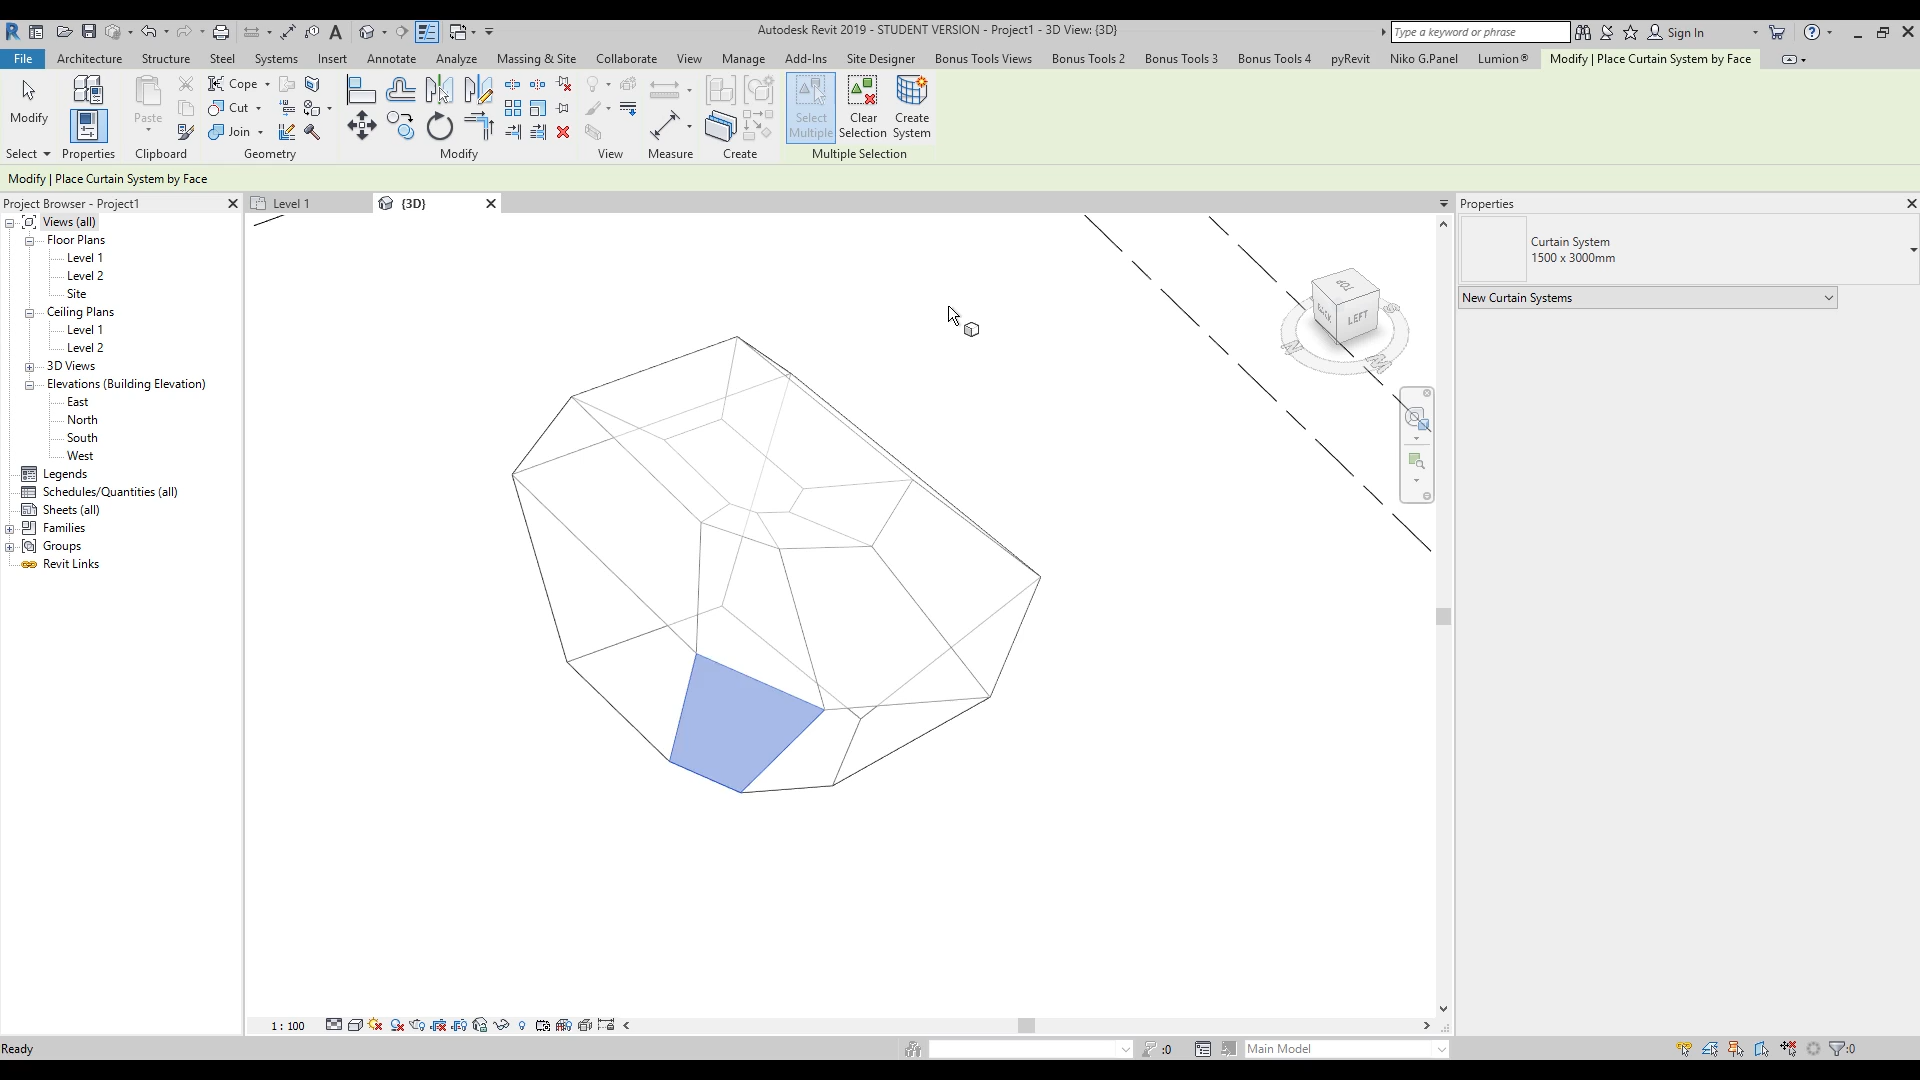 Autodesk Revit 2019 - STUDENT VERSION - Project1 - 3D View: {3D}
Type a keyword or phrase
Sign In
File Architecture Structure Steel Systems Insert Annotate Analyze Massing & Site Collaborate View Manage Add-Ins Site Designer Bonus Tools Views Bonus Tools 2 Bonus Tools 3 Bonus Tools 4 pyRevit Niko G.Panel Lumion® Modify | Place Curtain System by Face
Modify
Paste
Cope
Cut
Join
Select Multiple
Clear Selection
Create System
Select Properties Clipboard Geometry Modify View Measure Create Multiple Selection
Modify | Place Curtain System by Face
Project Browser - Project1
Views (all)
Floor Plans
Level 1
Level 2
Site
Ceiling Plans
Level 1
Level 2
3D Views
Elevations (Building Elevation)
East
North
South
West
Legends
Schedules/Quantities (all)
Sheets (all)
Families
Groups
Revit Links
Level 1
{3D}
TOP
BACK
LEFT
Properties
Curtain System
1500 x 3000mm
New Curtain Systems
1 : 100
Ready
:0
Main Model
:0